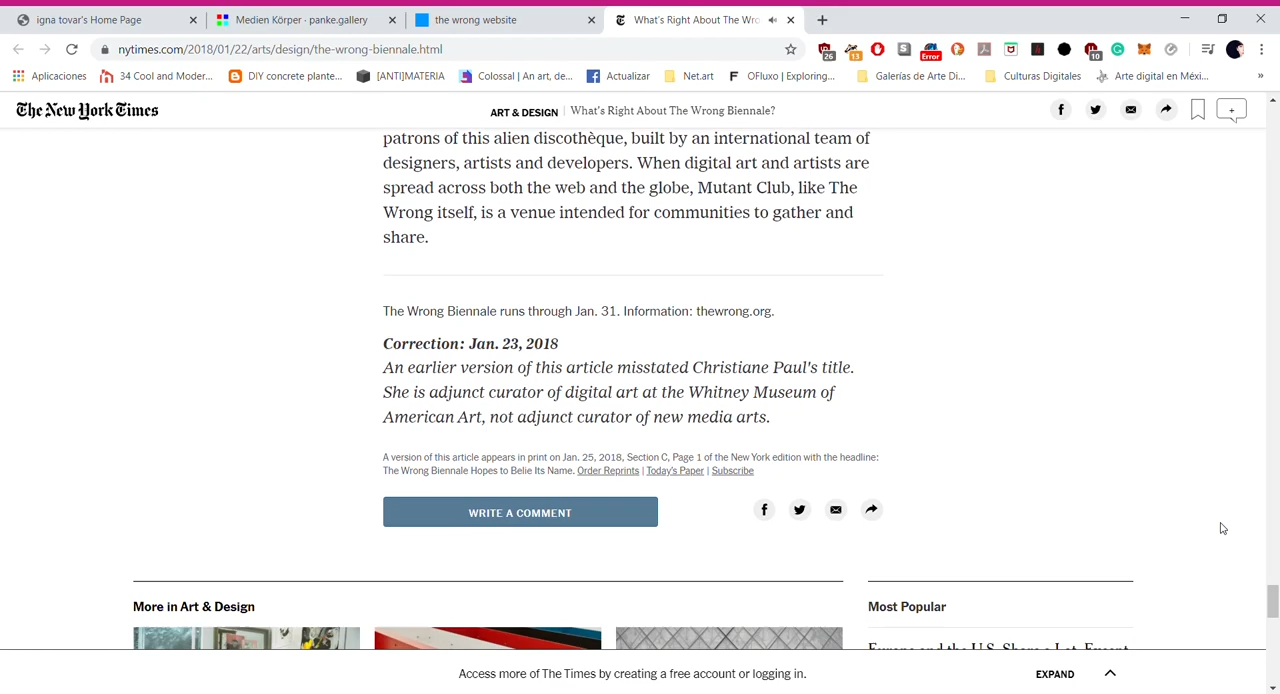 igna tovar's Home Page
Medien Körper · panke.gallery
the wrong website
What's Right About The Wro
nytimes.com/2018/01/22/arts/design/the-wrong-biennale.html
26
13
Error
10
Aplicaciones
34 Cool and Moder...
DIY concrete plante...
[ANTI]MATERIA
Colossal | An art, de...
Actualizar
Net.art
OFluxo | Exploring...
Galerías de Arte Di...
Culturas Digitales
Arte digital en Méxi...
»
The New York Times
ART & DESIGN | What's Right About The Wrong Biennale?
patrons of this alien discothèque, built by an international team of
designers, artists and developers. When digital art and artists are
spread across both the web and the globe, Mutant Club, like The
Wrong itself, is a venue intended for communities to gather and
share.
The Wrong Biennale runs through Jan. 31. Information: thewrong.org.
Correction: Jan. 23, 2018
An earlier version of this article misstated Christiane Paul's title.
She is adjunct curator of digital art at the Whitney Museum of
American Art, not adjunct curator of new media arts.
A version of this article appears in print on Jan. 25, 2018, Section C, Page 1 of the New York edition with the headline:
The Wrong Biennale Hopes to Belie Its Name. Order Reprints | Today's Paper | Subscribe
WRITE A COMMENT
More in Art & Design
Most Popular
Europe and the U.S. Share a Lot. Except
Access more of The Times by creating a free account or logging in.
EXPAND